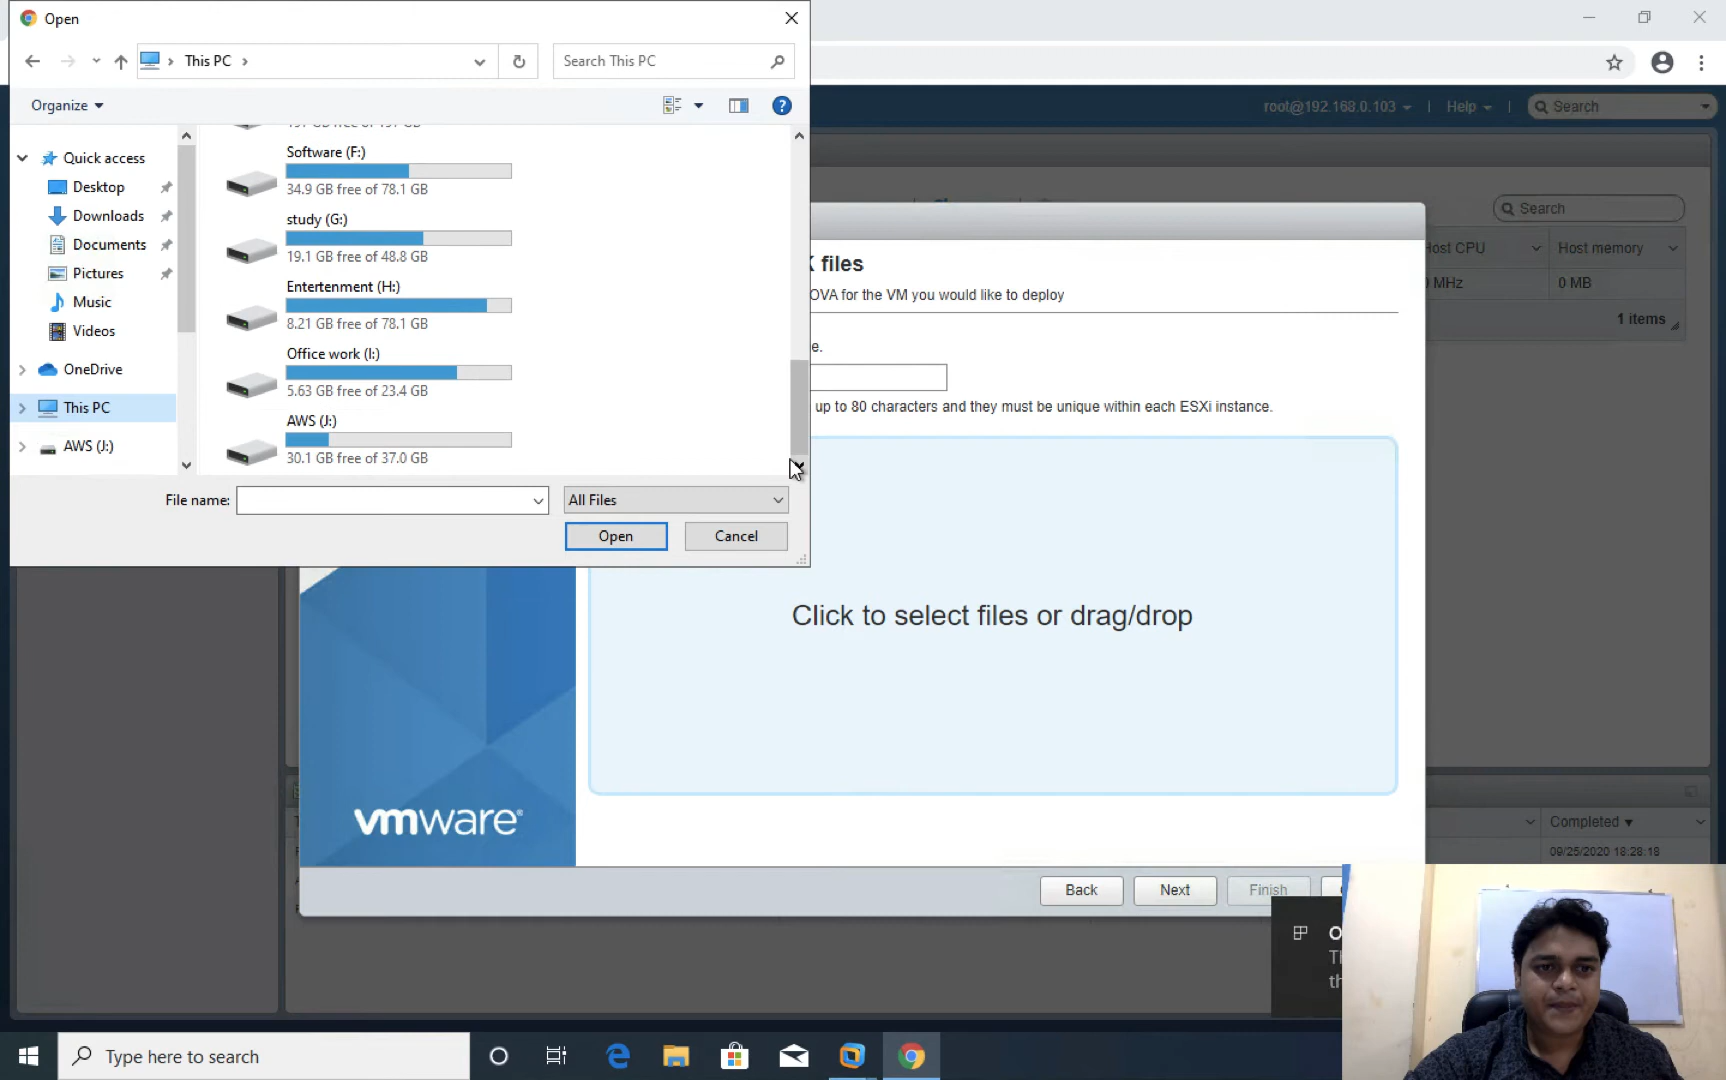 Open
This PC
Search This PC
Organize
Quick access
Desktop
Downloads
Documents
Pictures
Music
Videos
OneDrive
This PC
AWS (J:)
Software (F:)
34.9 GB free of 78.1 GB
study (G:)
19.1 GB free of 48.8 GB
Entertenment (H:)
8.21 GB free of 78.1 GB
Office work (I:)
5.63 GB free of 23.4 GB
AWS (J:)
30.1 GB free of 37.0 GB
File name:
All Files
Open
Cancel
root@192.168.0.103
Help
Search
Search
Host CPU
Host memory
MHz
0 MB
1 items
files
OVA for the VM you would like to deploy
up to 80 characters and they must be unique within each ESXi instance.
Click to select files or drag/drop
vmware
Back
Next
Finish
Completed
09/25/2020 18:28:18
Type here to search